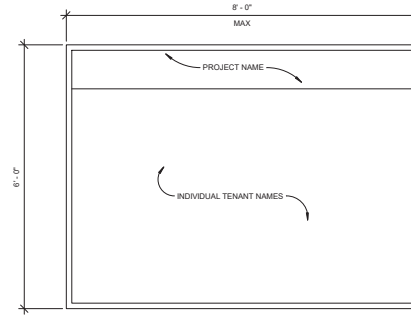 8' - 0"
MAX
PROJECT NAME
6' - 0"
INDIVIDUAL TENANT NAMES